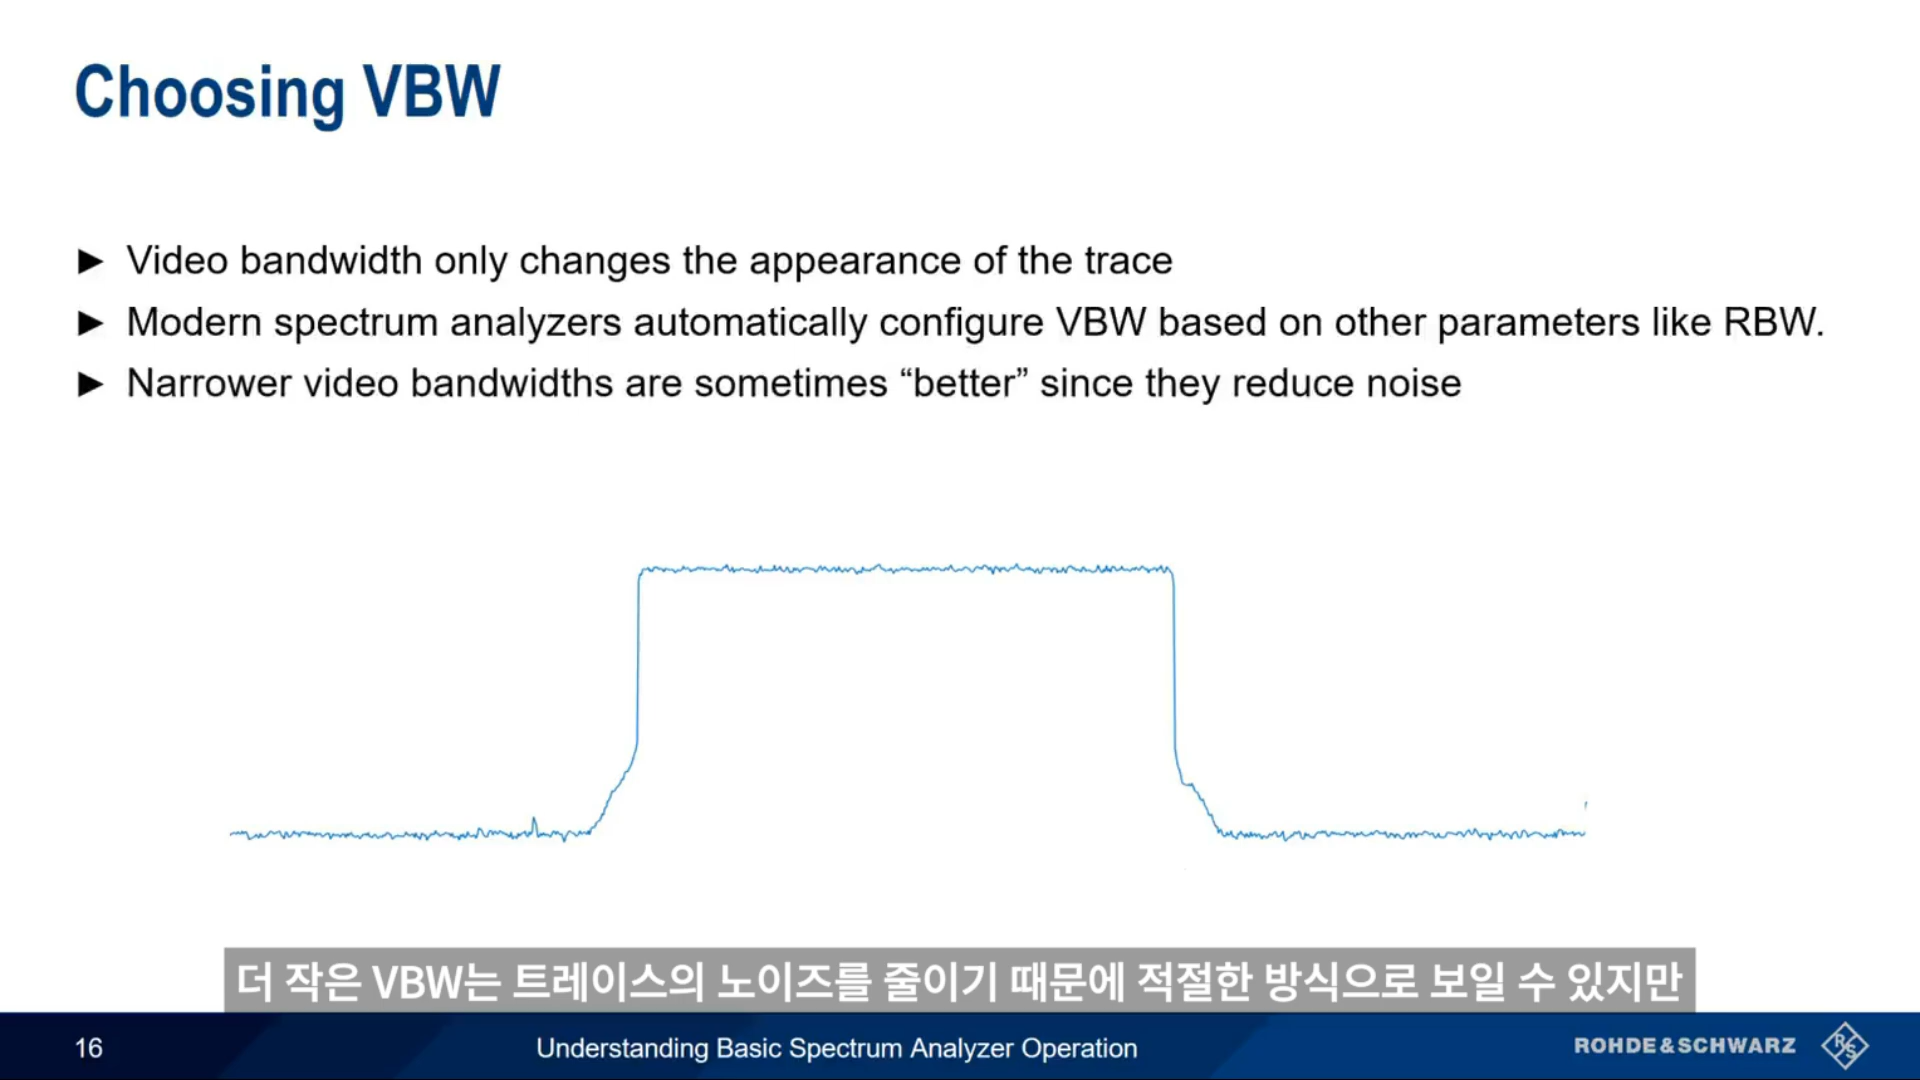 Choosing VBW
► Video bandwidth only changes the appearance of the trace
► Modern spectrum analyzers automatically configure VBW based on other parameters like RBW.
► Narrower video bandwidths are sometimes “better” since they reduce noise
더 작은 VBW는 트레이스의 노이즈를 줄이기 때문에 적절한 방식으로 보일 수 있지만
16
Understanding Basic Spectrum Analyzer Operation
ROHDE&SCHWARZ
R&S